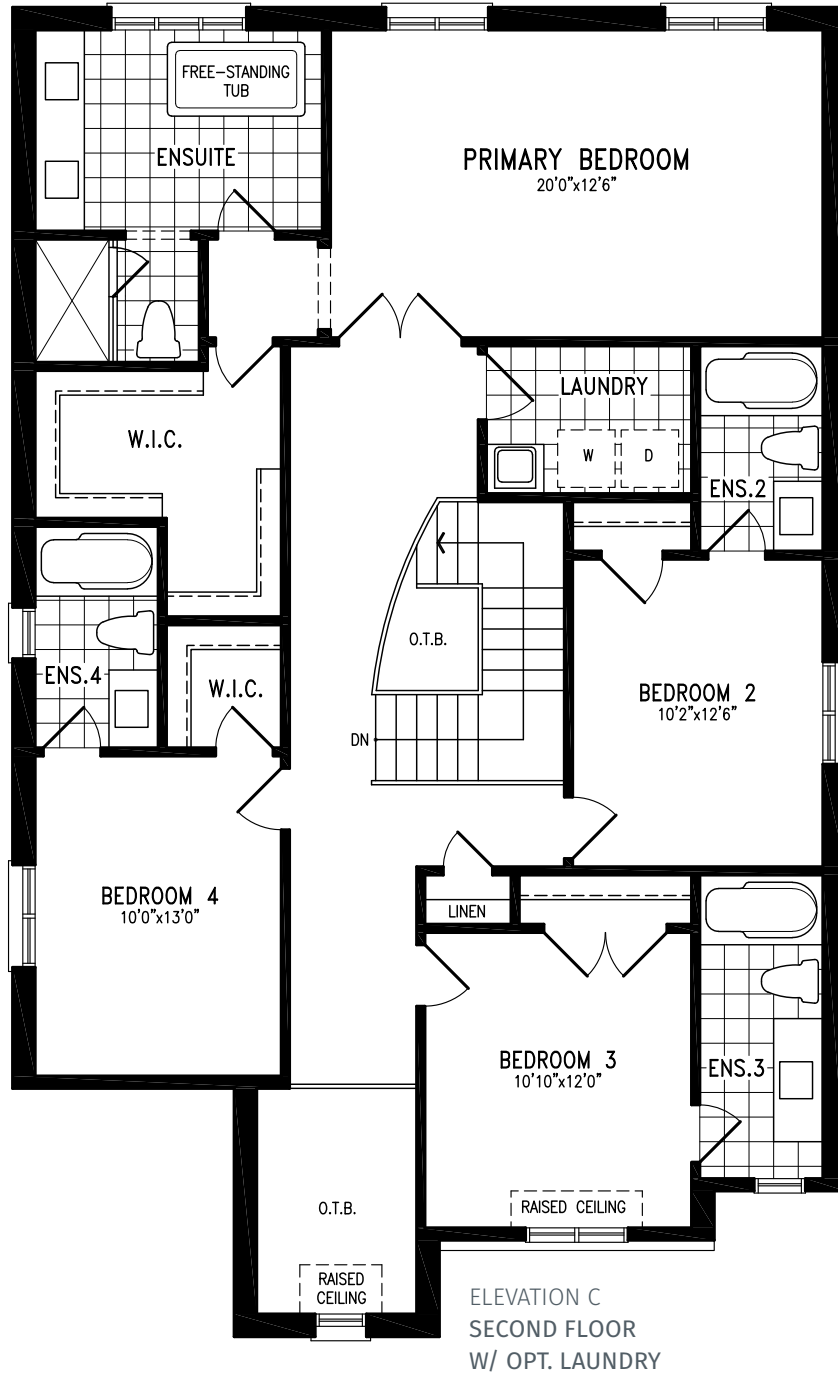 FREE-STANDING
TUB
ENSUITE
PRIMARY BEDROOM
20'0"x12'6"
LAUNDRY
W.I.C.
W
D
ENS.2
O.T.B.
ENS.4
W.I.C.
BEDROOM 2
10'2"x12'6"
DN
BEDROOM 4
10'0"x13'0"
LINEN
BEDROOM 3
10'10"x12'0"
ENS.3
O.T.B.
RAISED CEILING
RAISED
CEILING
ELEVATION C
SECOND FLOOR
W/ OPT. LAUNDRY